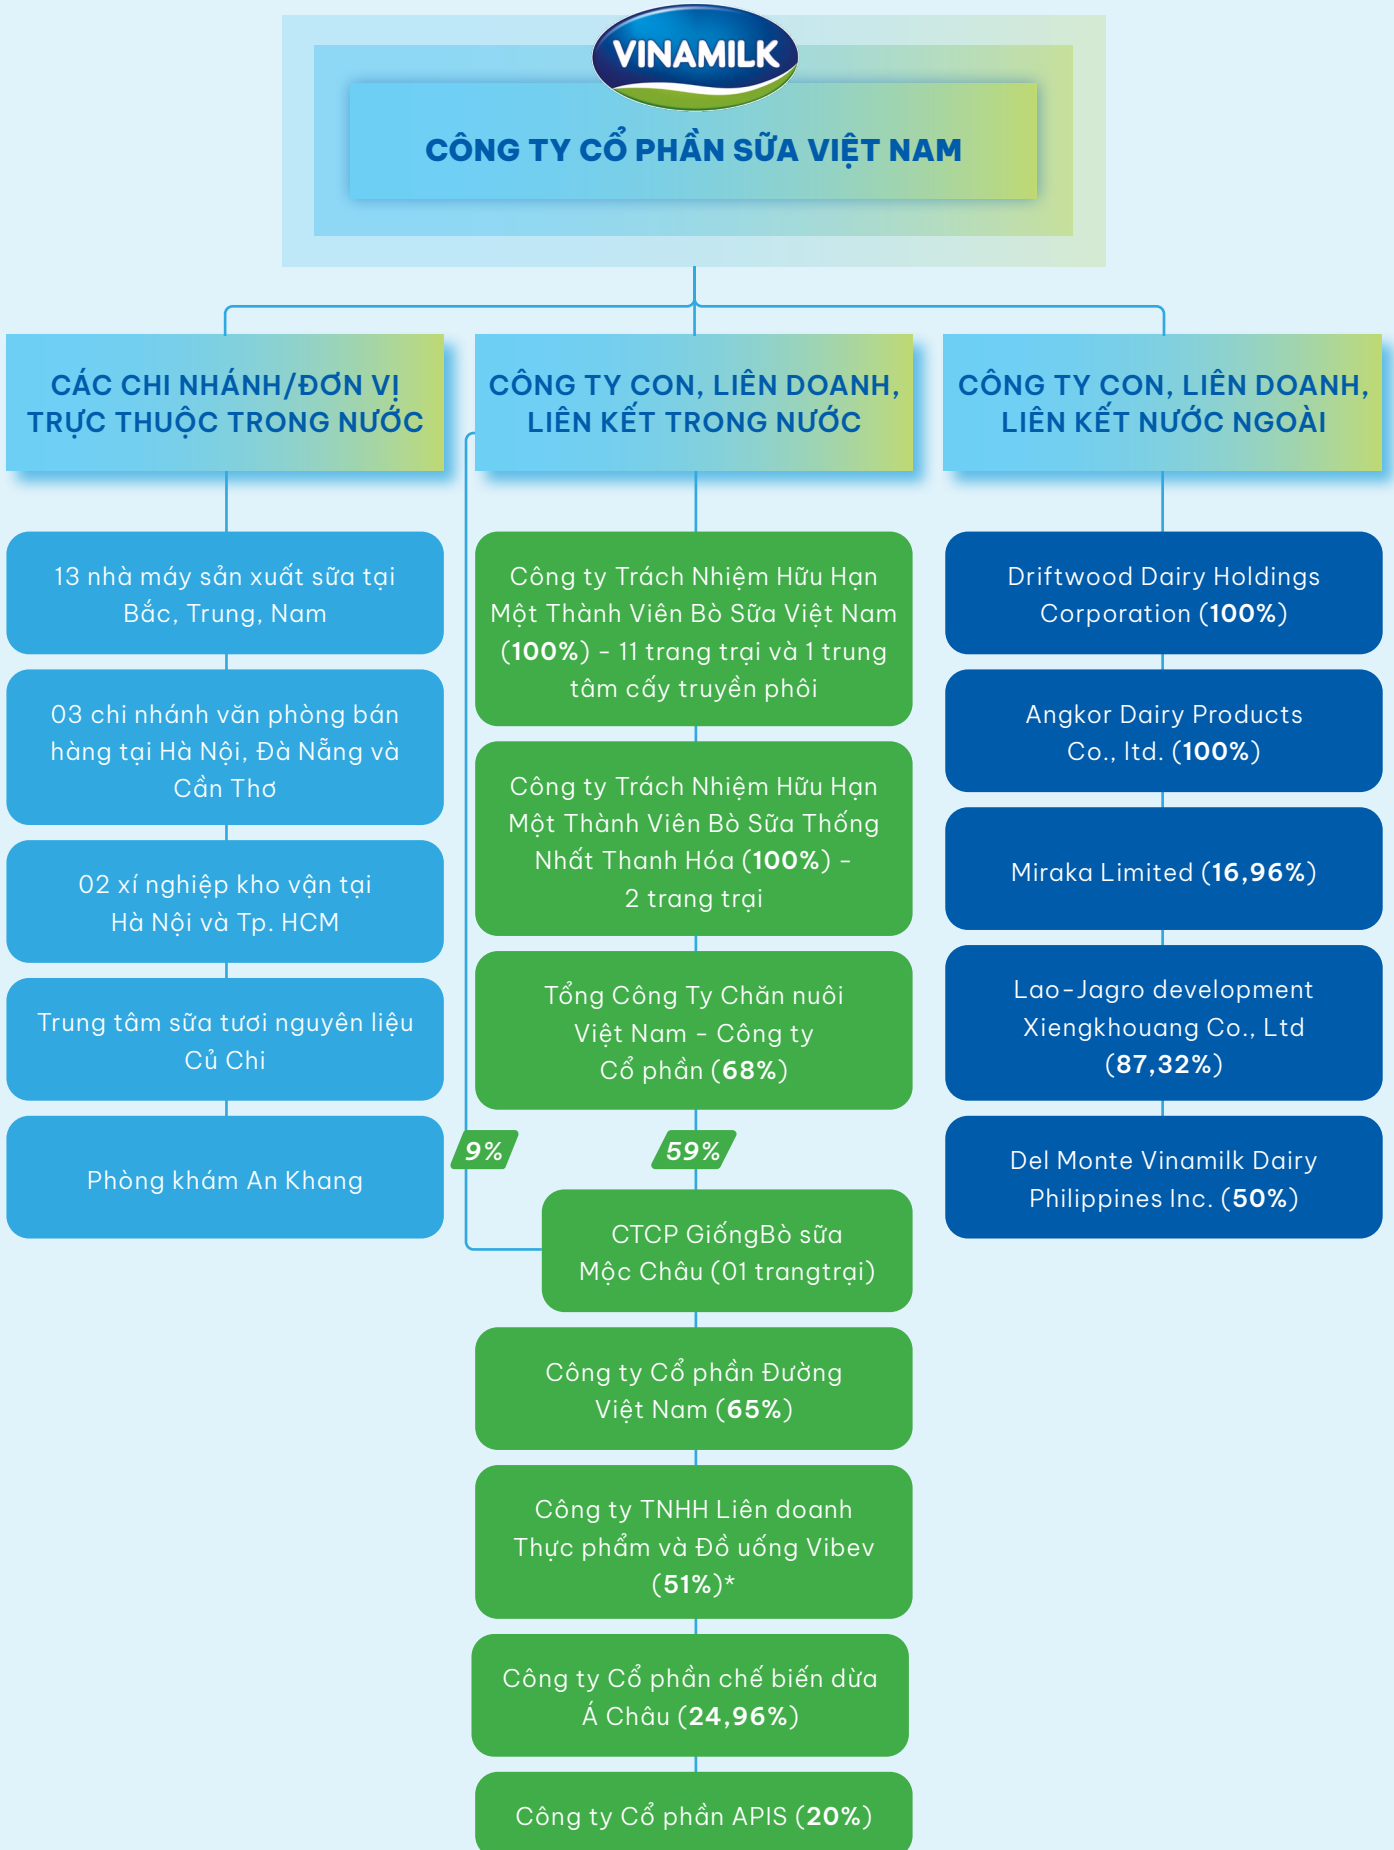 VINAMILK
CÔNG TY CỔ PHẦN SỮA VIỆT NAM
CÁC CHI NHÁNH/ĐƠN VỊ
TRỰC THUỘC TRONG NƯỚC
13 nhà máy sản xuất sữa tại
Bắc, Trung, Nam
03 chi nhánh văn phòng bán
hàng tại Hà Nội, Đà Nẵng và
Cần Thơ
02 xí nghiệp kho vận tại
Hà Nội và Tp. HCM
Trung tâm sữa tươi nguyên liệu
Củ Chi
Phòng khám An Khang
CÔNG TY CON, LIÊN DOANH,
LIÊN KẾT TRONG NƯỚC
Công ty Trách Nhiệm Hữu Hạn
Một Thành Viên Bò Sữa Việt Nam
(100%) - 11 trang trại và 1 trung
tâm cấy truyền phôi
Công ty Trách Nhiệm Hữu Hạn
Một Thành Viên Bò Sữa Thống
Nhất Thanh Hóa (100%) -
2 trang trại
Tổng Công Ty Chăn nuôi
Việt Nam - Công ty
Cổ phần (68%)
9%
59%
CTCP GiốngBò sữa
Mộc Châu (01 trangtrại)
Công ty Cổ phần Đường
Việt Nam (65%)
Công ty TNHH Liên doanh
Thực phẩm và Đồ uống Vibev
(51%)*
Công ty Cổ phần chế biến dừa
Á Châu (24,96%)
Công ty Cổ phần APIS (20%)
CÔNG TY CON, LIÊN DOANH,
LIÊN KẾT NƯỚC NGOÀI
Driftwood Dairy Holdings
Corporation (100%)
Angkor Dairy Products
Co., ltd. (100%)
Miraka Limited (16,96%)
Lao-Jagro development
Xiengkhouang Co., Ltd
(87,32%)
Del Monte Vinamilk Dairy
Philippines Inc. (50%)